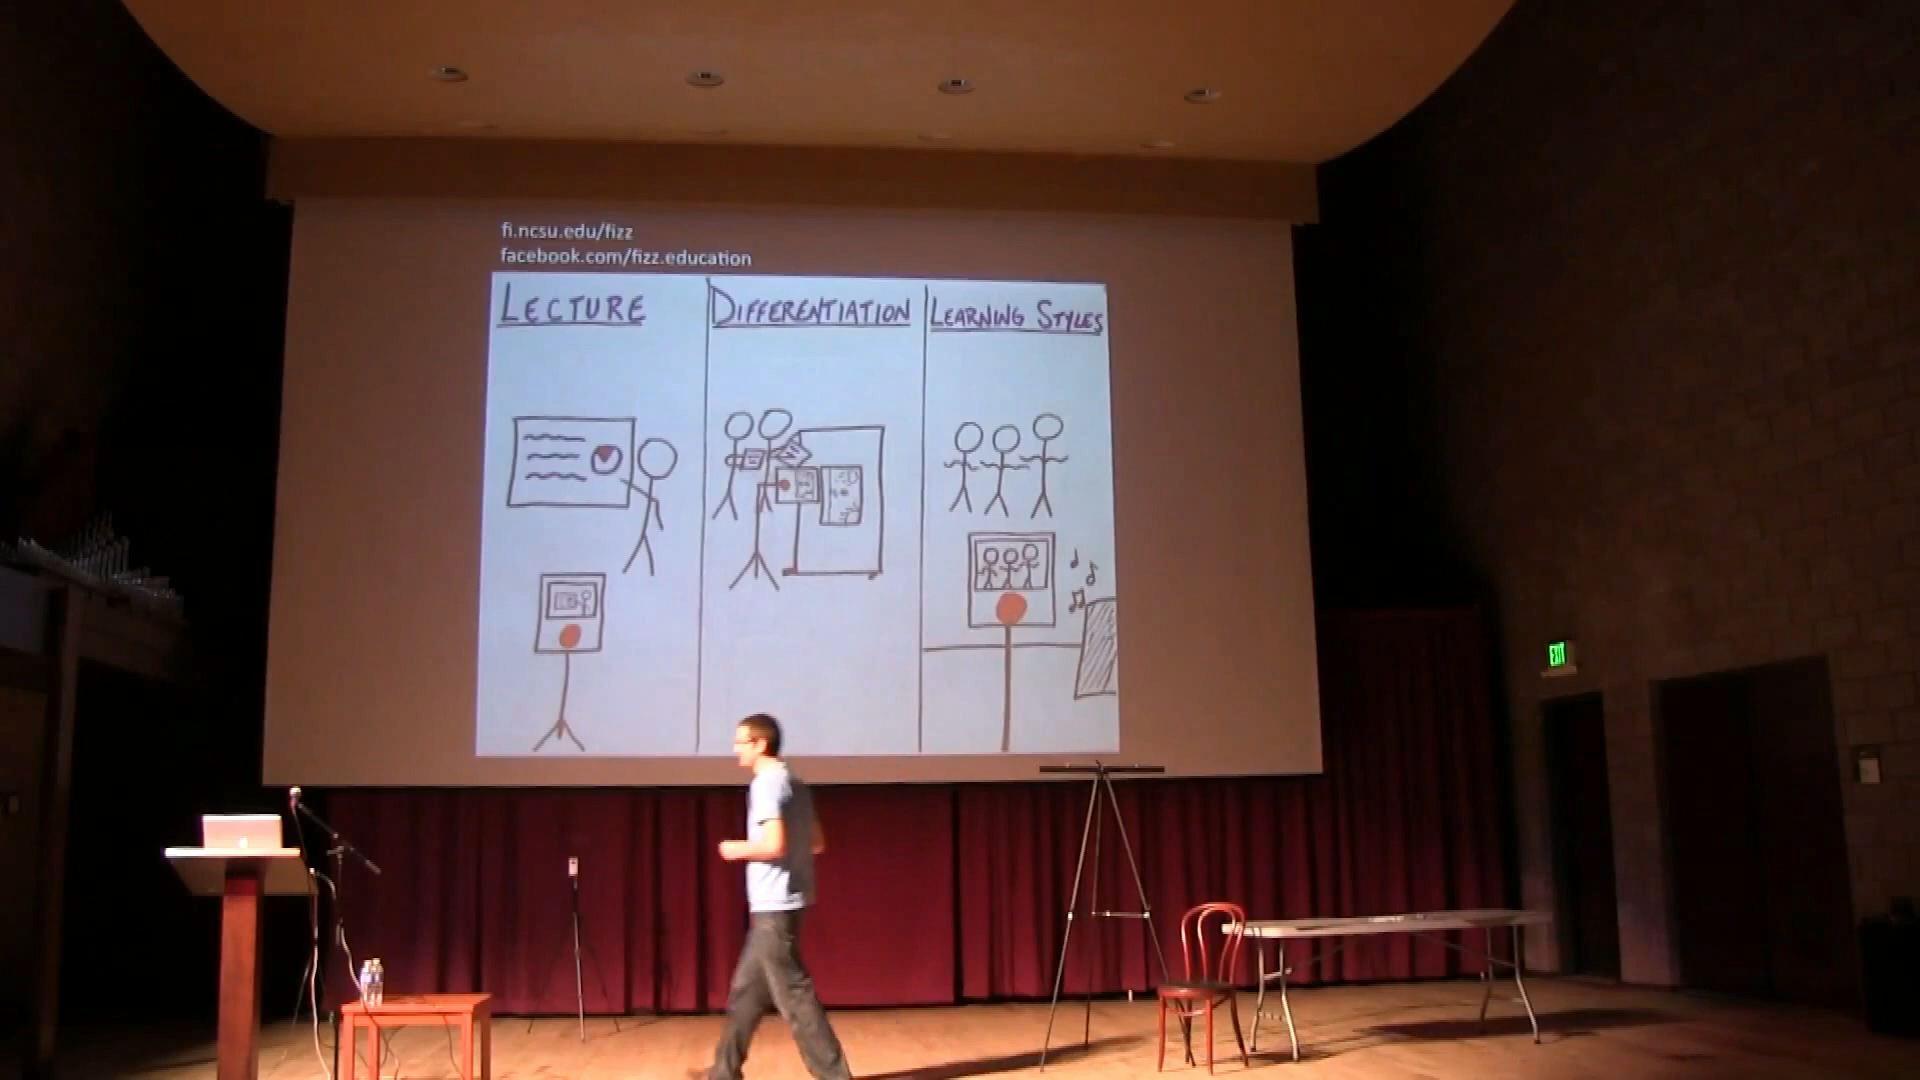 fi.ncsu.edu/fizz
facebook.com/fizz.education
LECTURE
DIFFERENTIATION
LEARNING STYLES
EXIT